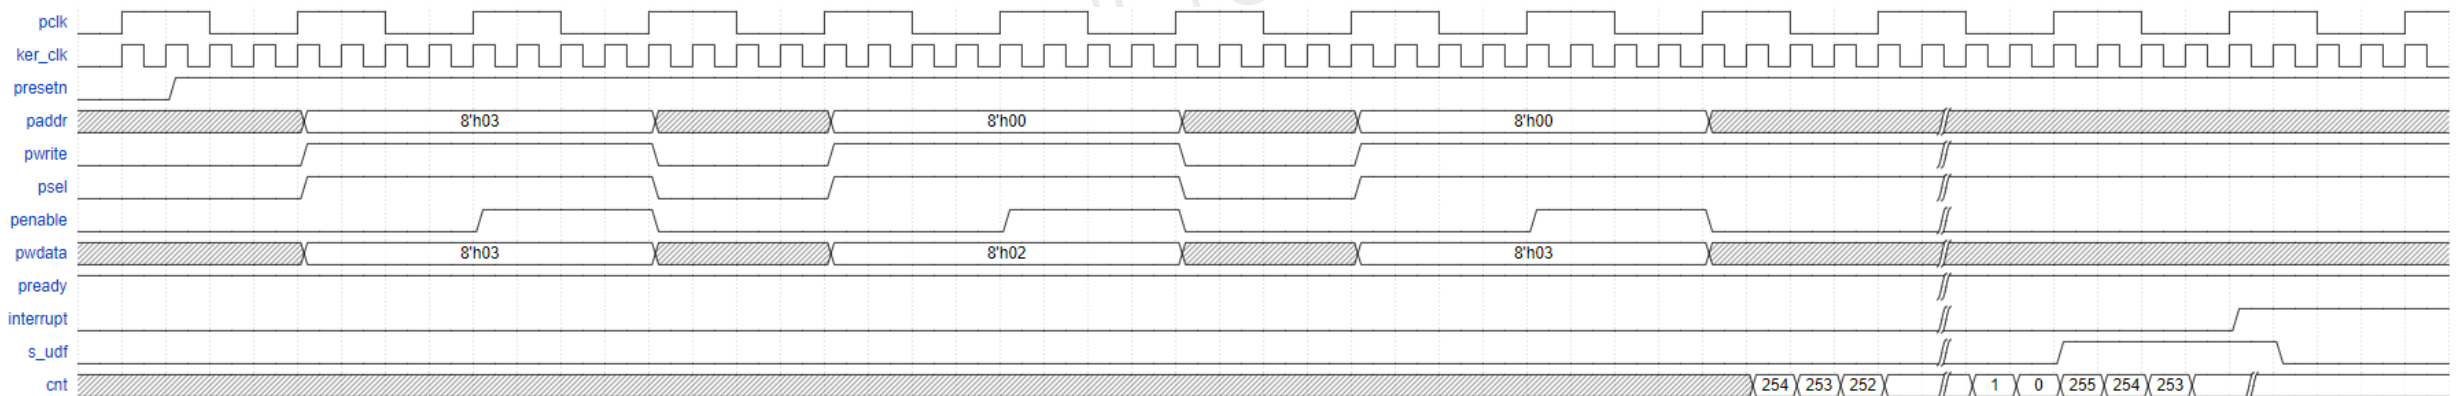 pclk
ker_clk
presetn
paddr 8'h03 8'h00 8'h00
pwrite
psel
penable
pwdata 8'h03 8'h02 8'h03
pready
interrupt
s_udf
cnt 254 253 252 1 0 255 254 253